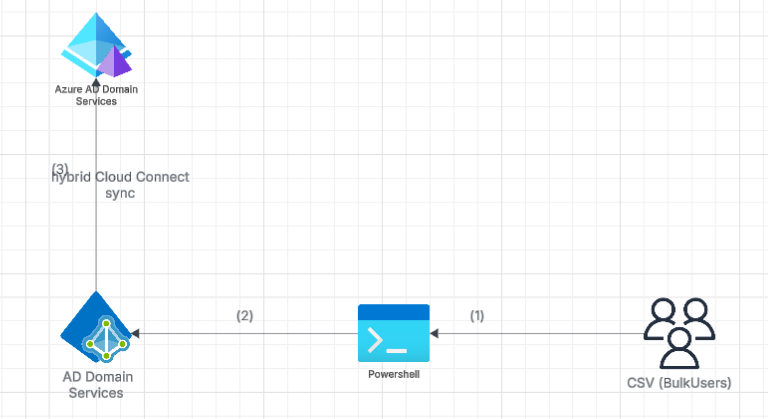 Azure AD Domain
Services
(3)
hybrid Cloud Connect
sync
(2)
(1)
AD Domain
Services
Powershell
CSV (BulkUsers)